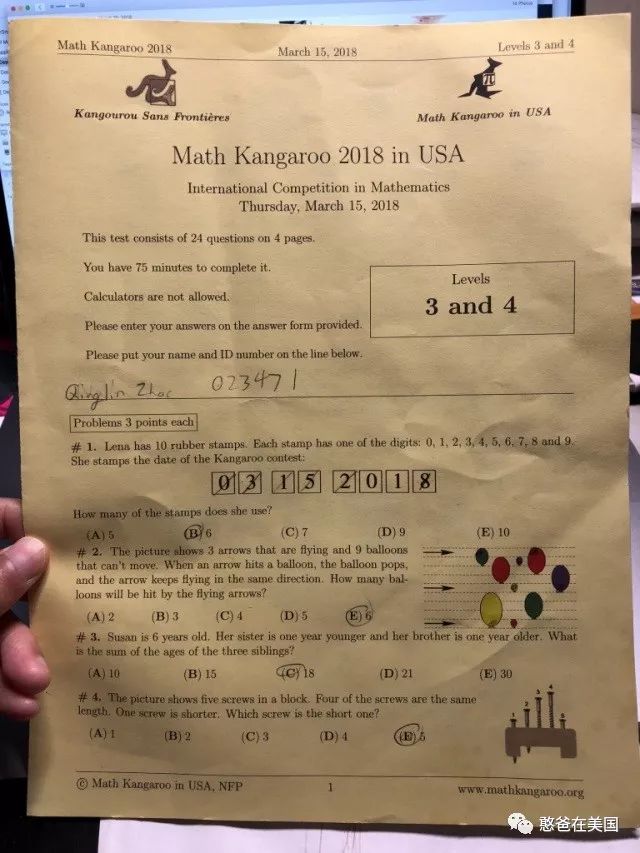 Math Kangaroo 2018 March 15, 2018 Levels 3 and 4
Kangourou Sans Frontières Math Kangaroo in USA
Math Kangaroo 2018 in USA
International Competition in Mathematics
Thursday, March 15, 2018
This test consists of 24 questions on 4 pages.
You have 75 minutes to complete it.
Calculators are not allowed.
Please enter your answers on the answer form provided.
Please put your name and ID number on the line below.
Levels
3 and 4
023471
Problems 3 points each
# 1. Lena has 10 rubber stamps. Each stamp has one of the digits: 0, 1, 2, 3, 4, 5, 6, 7, 8 and 9.
She stamps the date of the Kangaroo contest:
0 3 1 5 2 0 1 8
How many of the stamps does she use?
(A) 5 (B) 6 (C) 7 (D) 9 (E) 10
# 2. The picture shows 3 arrows that are flying and 9 balloons
that can't move. When an arrow hits a balloon, the balloon pops,
and the arrow keeps flying in the same direction. How many bal-
loons will be hit by the flying arrows?
(A) 2 (B) 3 (C) 4 (D) 5 (E) 6
# 3. Susan is 6 years old. Her sister is one year younger and her brother is one year older. What
is the sum of the ages of the three siblings?
(A) 10 (B) 15 (C) 18 (D) 21 (E) 30
# 4. The picture shows five screws in a block. Four of the screws are the same
length. One screw is shorter. Which screw is the short one?
(A) 1 (B) 2 (C) 3 (D) 4 (E) 5
1 2 3 4 5
© Math Kangaroo in USA, NFP 1 www.mathkangaroo.org
憨爸在美国